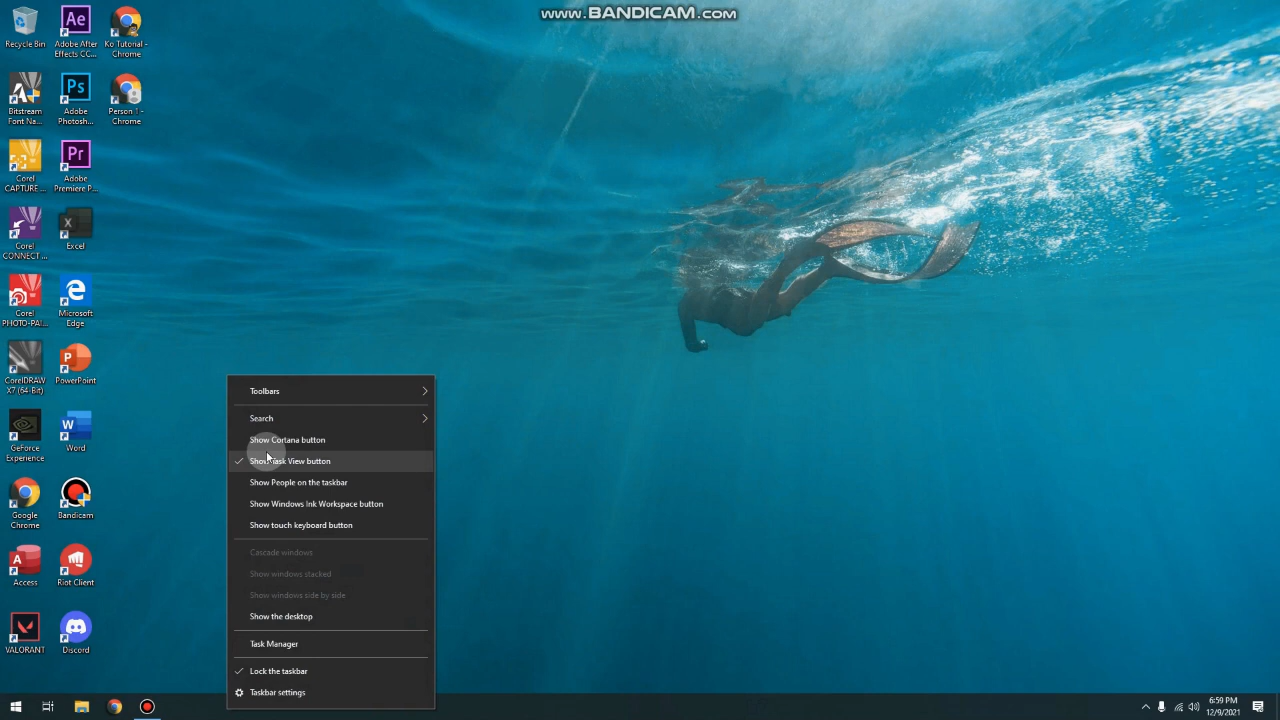 www.BANDICAM.com
Recycle Bin
Adobe After
Effects CC...
Ko Tutorial -
Chrome
Bitstream
Font Na...
Adobe
Photosh...
Person 1 -
Chrome
Corel
CAPTURE ...
Adobe
Premiere P...
Corel
CONNECT ...
Excel
Corel
PHOTO-PAI...
Microsoft
Edge
CorelDRAW
X7 (64-Bit)
PowerPoint
GeForce
Experience
Word
Google
Chrome
Bandicam
Access
Riot Client
VALORANT
Discord
Toolbars
Search
Show Cortana button
Show Task View button
Show People on the taskbar
Show Windows Ink Workspace button
Show touch keyboard button
Cascade windows
Show windows stacked
Show windows side by side
Show the desktop
Task Manager
Lock the taskbar
Taskbar settings
6:59 PM
12/9/2021